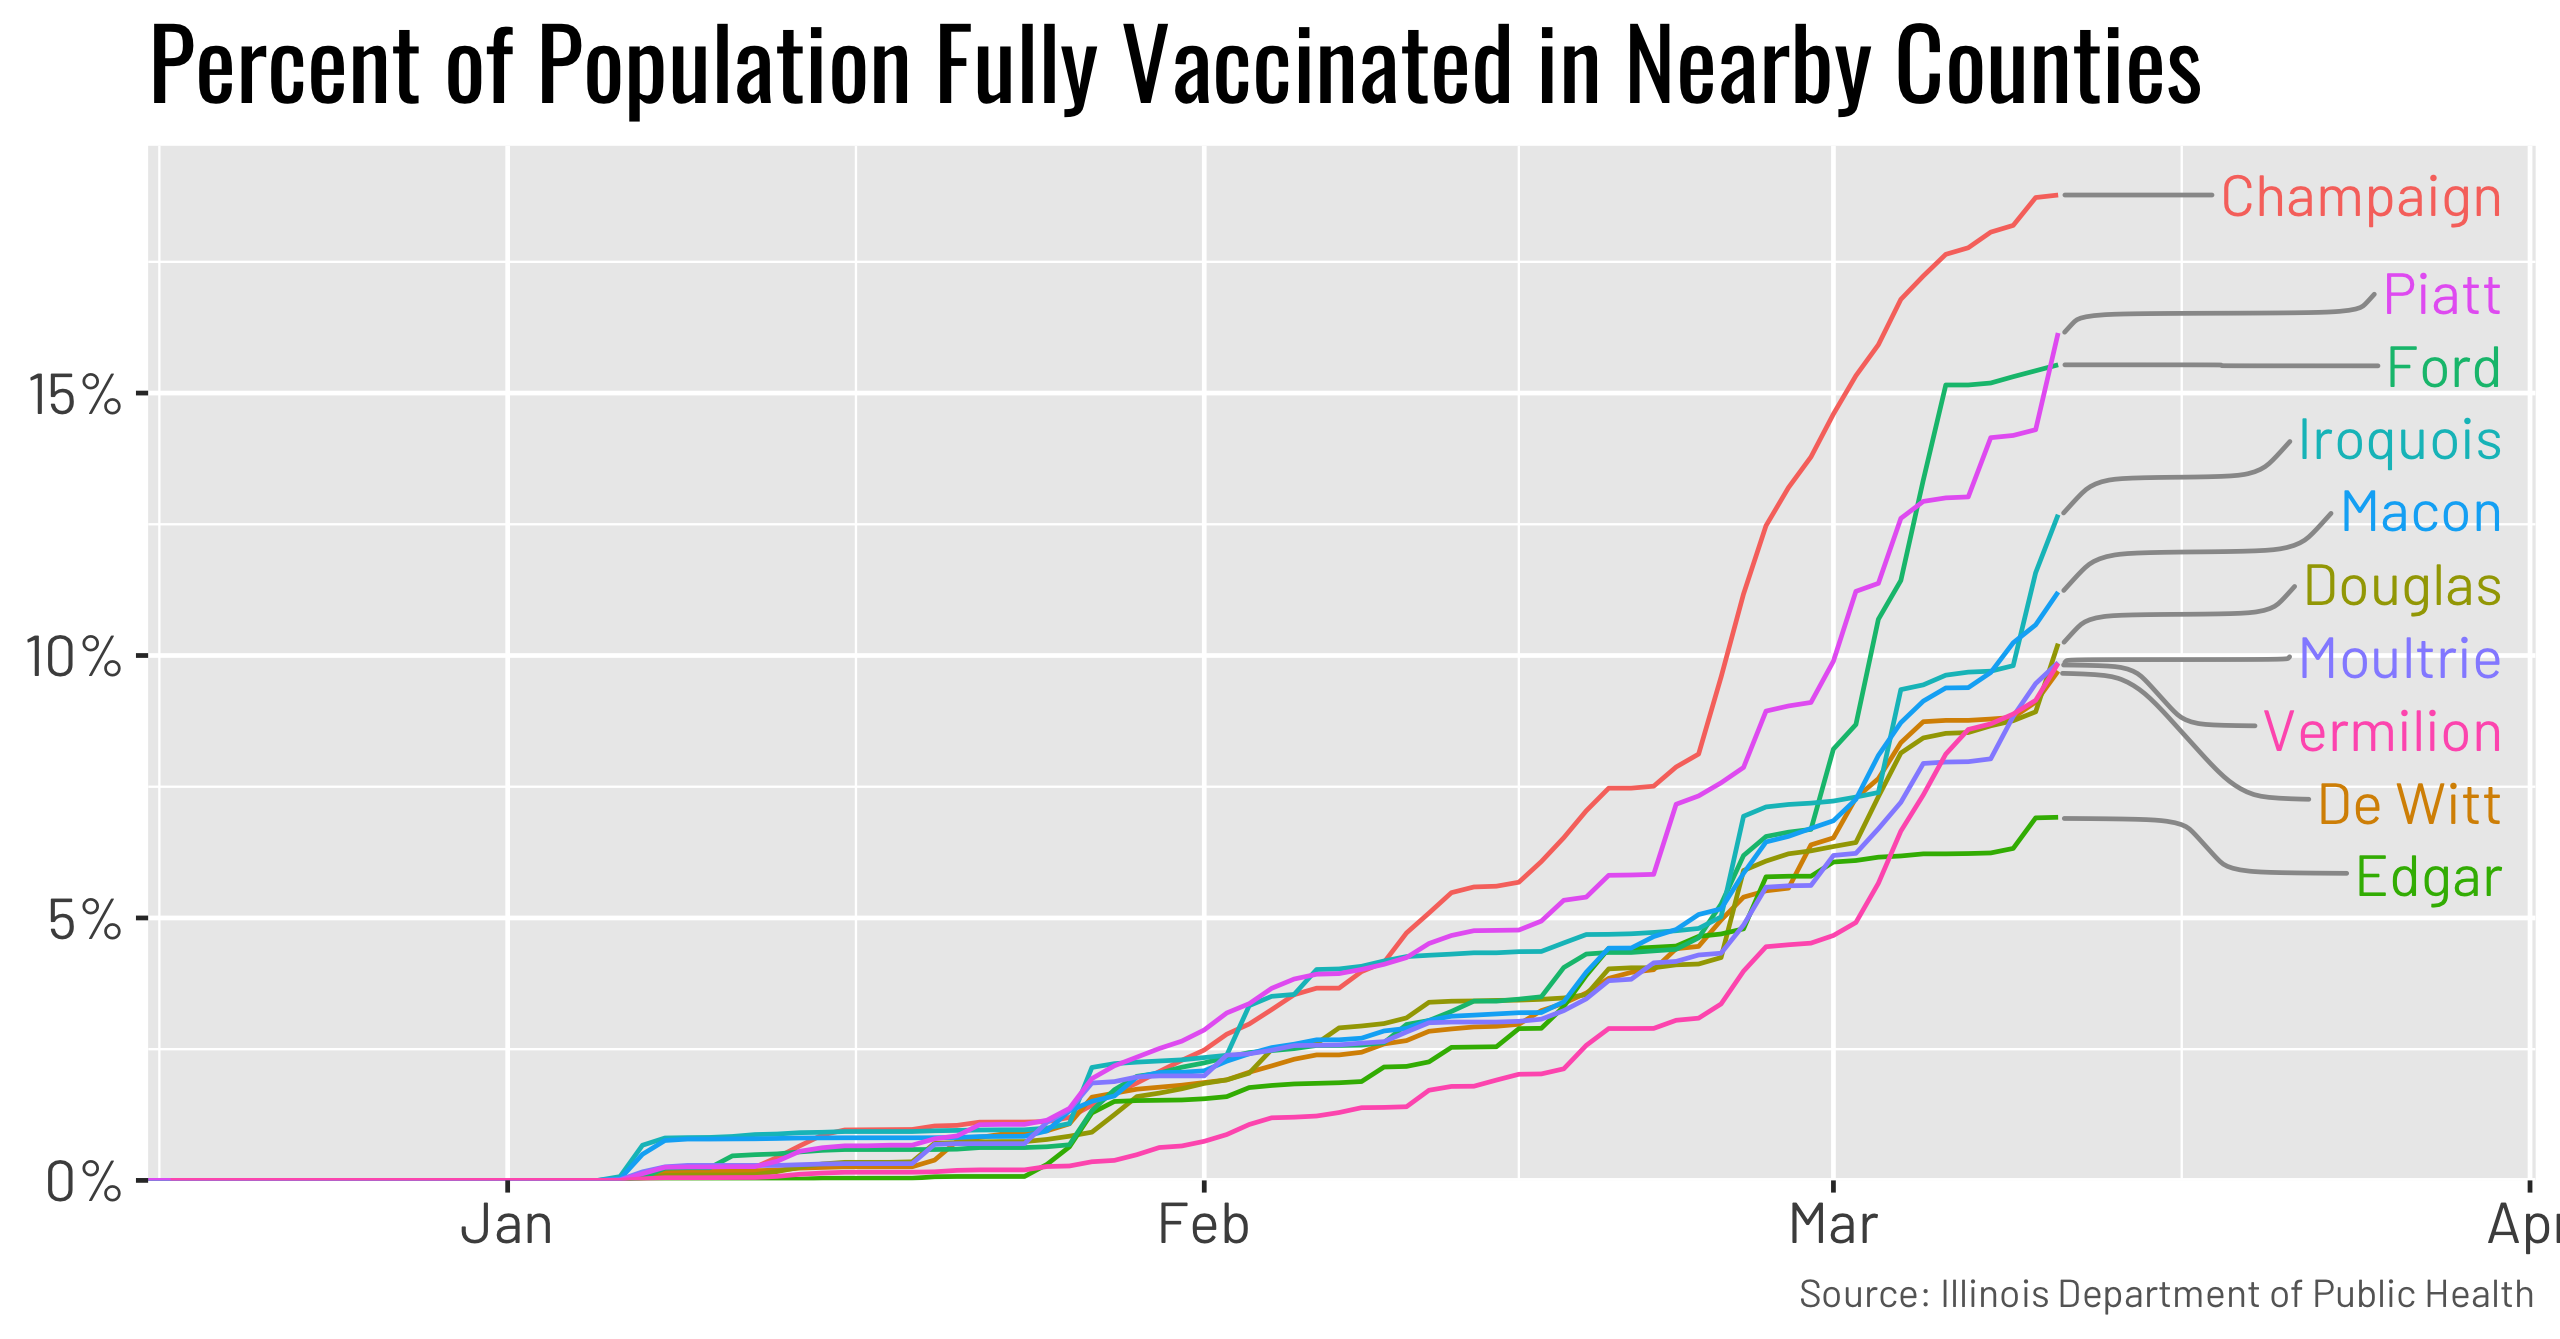 Percent of Population Fully Vaccinated in Nearby Counties
Champaign
Piatt
Ford
15%
Iroquois
Macon
Douglas
10%
Moultrie
Vermilion
De Witt
Edgar
5%
0%
Jan Feb Mar Apr
Source: Illinois Department of Public Health